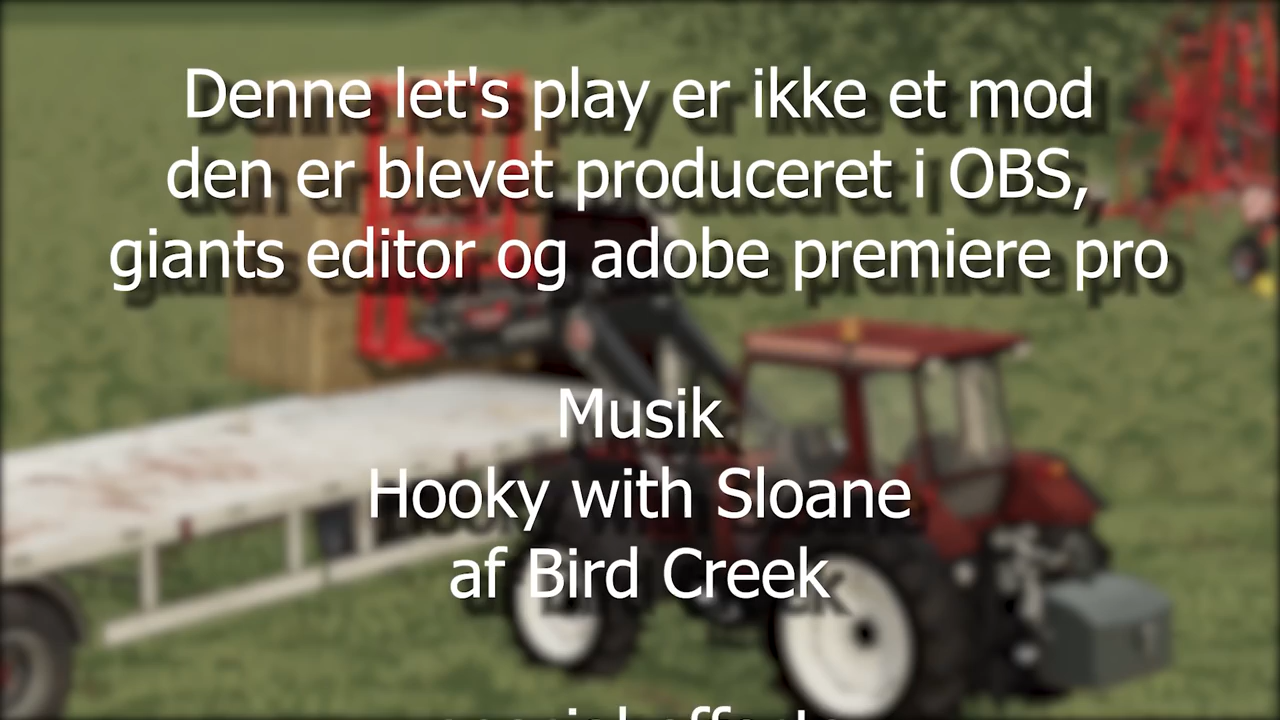 Denne let's play er ikke et mod
den er blevet produceret i OBS,
giants editor og adobe premiere pro
Musik
Hooky with Sloane
af Bird Creek